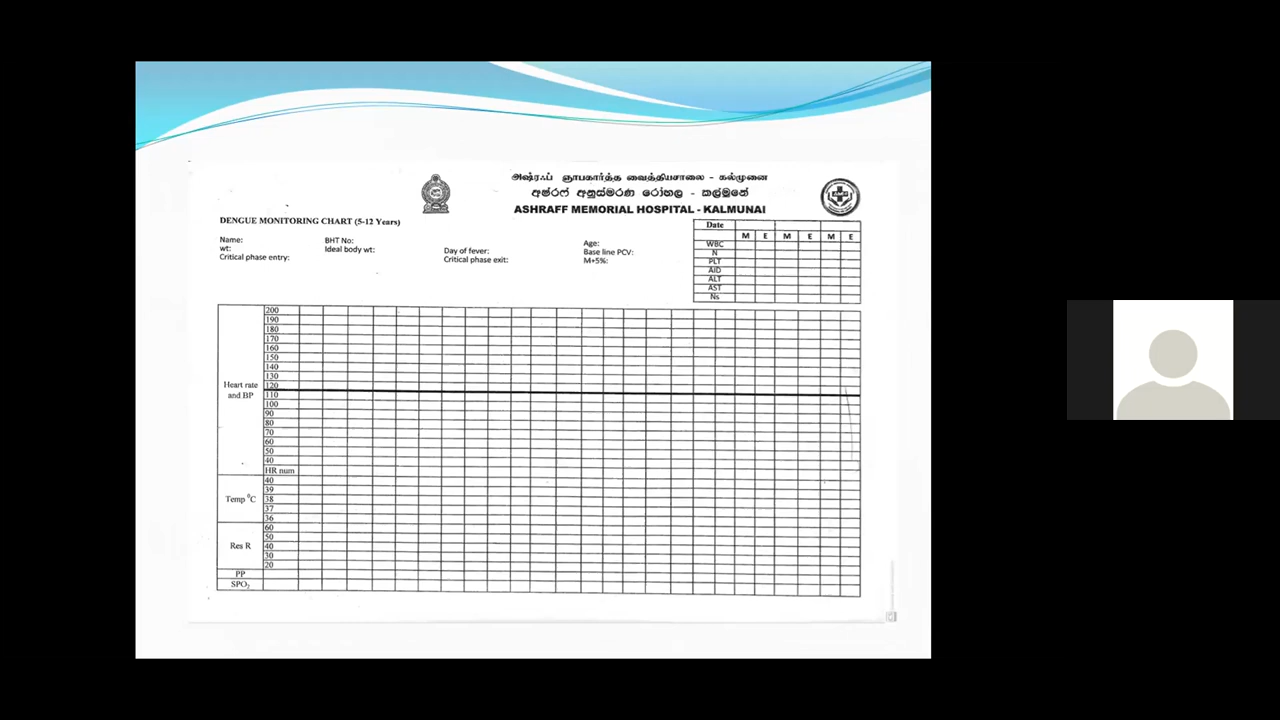 அஷ்ரஃப் ஞாபகார்த்த வைத்தியசாலை - கல்முனை
අෂ්රෆ් අනුස්මරණ රෝහල - කල්මුනේ
ASHRAFF MEMORIAL HOSPITAL - KALMUNAI
DENGUE MONITORING CHART (5-12 Years)
Name: BHT No: Age:
wt: Ideal body wt: Day of fever: Base line PCV:
Critical phase entry: Critical phase exit: M+5%:
Date
M E M E M E
WBC
N
PLT
AID
ALT
AST
Ns
Heart rate and BP
200
190
180
170
160
150
140
130
120
110
100
90
80
70
60
50
40
HR num
Temp ⁰C
40
39
38
37
36
Res R
60
50
40
30
20
PP
SPO₂